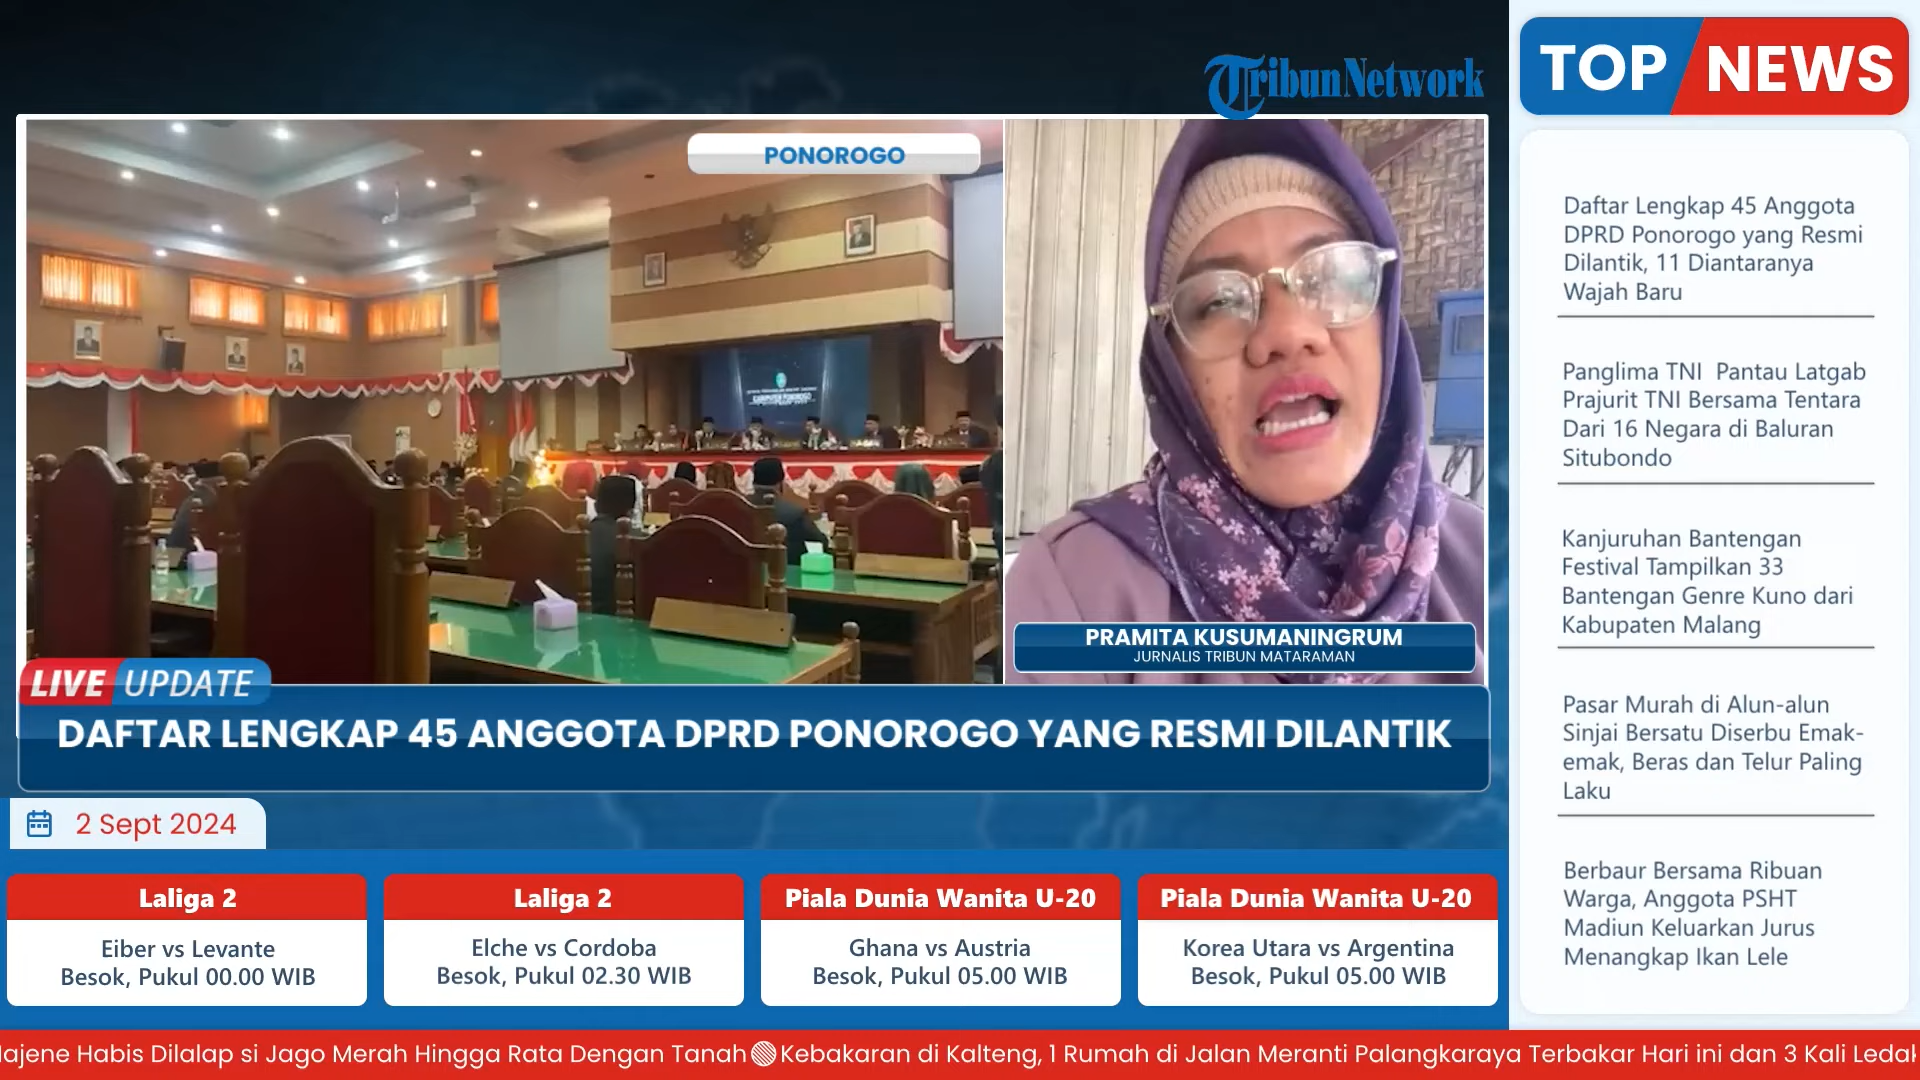 TribunNetwork
TOP NEWS
PONOROGO
KABUPATEN PONOROGO
PRAMITA KUSUMANINGRUM
JURNALIS TRIBUN MATARAMAN
LIVE UPDATE
DAFTAR LENGKAP 45 ANGGOTA DPRD PONOROGO YANG RESMI DILANTIK
2 Sept 2024
Laliga 2
Eiber vs Levante
Besok, Pukul 00.00 WIB
Laliga 2
Elche vs Cordoba
Besok, Pukul 02.30 WIB
Piala Dunia Wanita U-20
Ghana vs Austria
Besok, Pukul 05.00 WIB
Piala Dunia Wanita U-20
Korea Utara vs Argentina
Besok, Pukul 05.00 WIB
Daftar Lengkap 45 Anggota
DPRD Ponorogo yang Resmi
Dilantik, 11 Diantaranya
Wajah Baru
Panglima TNI  Pantau Latgab
Prajurit TNI Bersama Tentara
Dari 16 Negara di Baluran
Situbondo
Kanjuruhan Bantengan
Festival Tampilkan 33
Bantengan Genre Kuno dari
Kabupaten Malang
Pasar Murah di Alun-alun
Sinjai Bersatu Diserbu Emak-
emak, Beras dan Telur Paling
Laku
Berbaur Bersama Ribuan
Warga, Anggota PSHT
Madiun Keluarkan Jurus
Menangkap Ikan Lele
ajene Habis Dilalap si Jago Merah Hingga Rata Dengan Tanah Kebakaran di Kalteng, 1 Rumah di Jalan Meranti Palangkaraya Terbakar Hari ini dan 3 Kali Leda